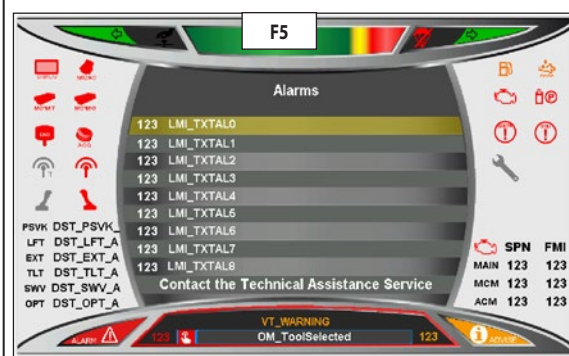 F5
Alarms
123 LMI_TXTAL0
123 LMI_TXTAL1
123 LMI_TXTAL2
123 LMI_TXTAL3
123 LMI_TXTAL4
123 LMI_TXTAL5
123 LMI_TXTAL6
123 LMI_TXTAL7
123 LMI_TXTAL8
Contact the Technical Assistance Service
ACG
T
P
PSVK DST_PSVK_
LFT DST_LFT_A
EXT DST_EXT_A
TLT DST_TLT_A
SWV DST_SWV_A
OPT DST_OPT_A
SPN FMI
MAIN 123 123
MCM 123 123
ACM 123 123
ALARM
VT_WARNING
123 OM_ToolSelected 123
ADVISE